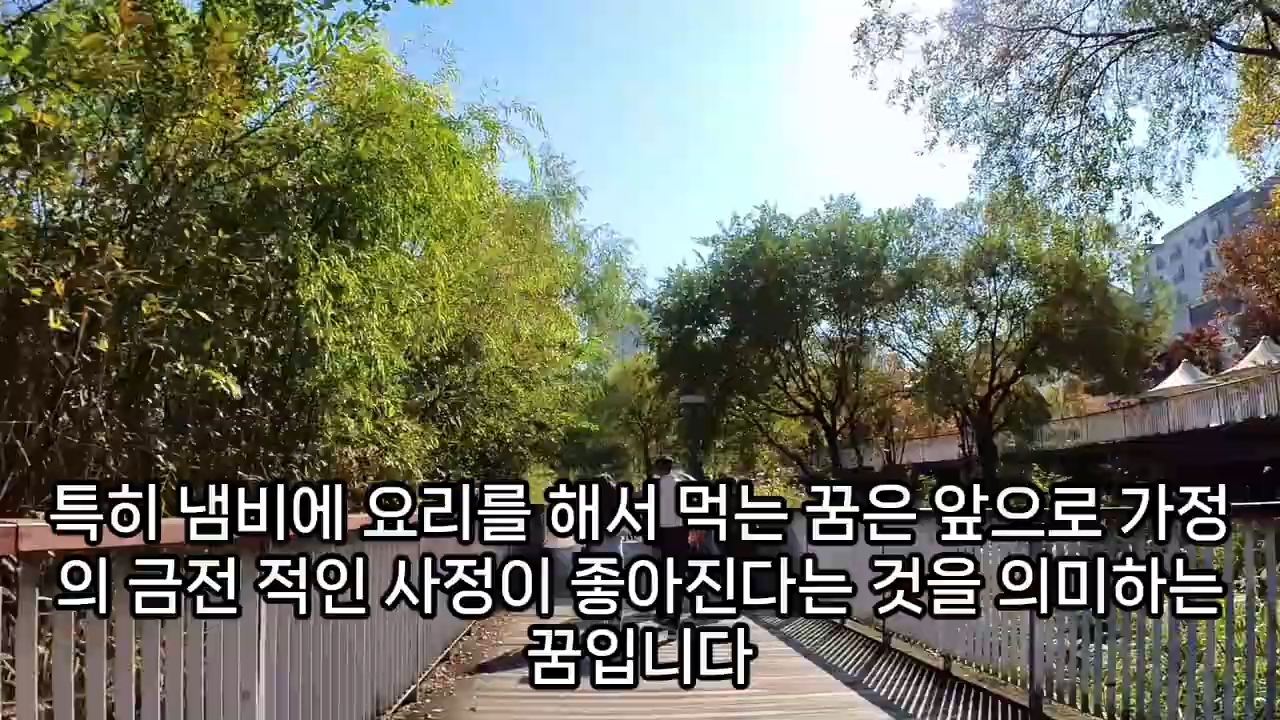 특히 냄비에 요리를 해서 먹는 꿈은 앞으로 가정
의 금전 적인 사정이 좋아진다는 것을 의미하는
꿈입니다